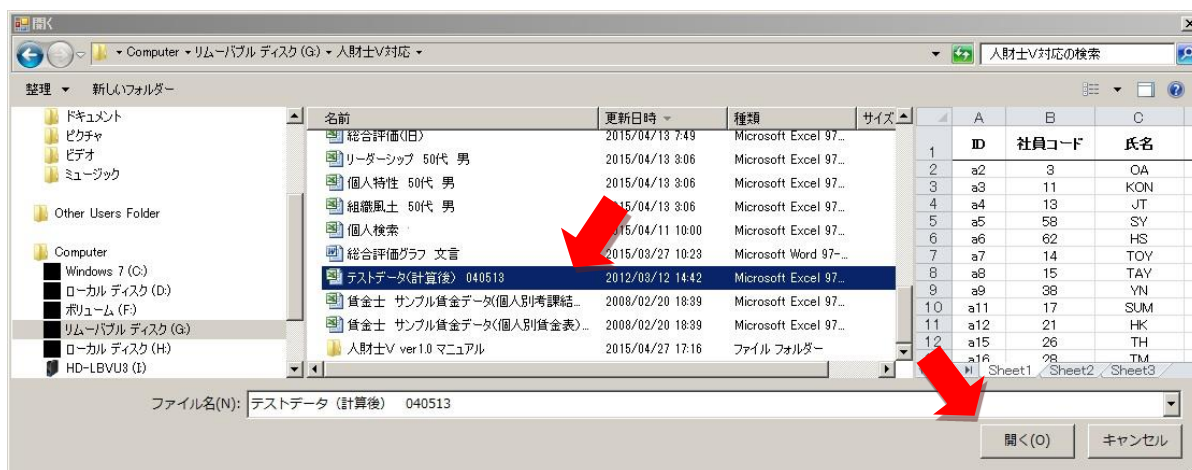 開く
Computer ▾ リムーバブル ディスク (G:) ▾ 人財士V対応 ▾
人財士V対応の検索
整理 ▼ 新しいフォルダー
ドキュメント
ピクチャ
ビデオ
ミュージック
Other Users Folder
Computer
Windows 7 (C:)
ローカル ディスク (D:)
ボリューム (F:)
リムーバブル ディスク (G:)
ローカル ディスク (H:)
HD-LBVU3 (I:)
名前 更新日時 種類 サイズ
総合評価(旧) 2015/04/13 7:49 Microsoft Excel 97...
リーダーシップ 50代 男 2015/04/13 3:06 Microsoft Excel 97...
個人特性 50代 男 2015/04/13 3:06 Microsoft Excel 97...
組織風土 50代 男 2015/04/13 3:06 Microsoft Excel 97...
個人検索 2015/04/11 10:00 Microsoft Excel 97...
総合評価グラフ 文言 2015/03/27 10:23 Microsoft Word 97-...
テストデータ(計算後) 040513 2012/03/12 14:42 Microsoft Excel 97...
賃金士 サンプル賃金データ(個人別考課結... 2008/02/20 18:39 Microsoft Excel 97...
賃金士 サンプル賃金データ(個人別賃金表)... 2008/02/20 18:39 Microsoft Excel 97...
人財士V ver1.0 マニュアル 2015/04/27 17:16 ファイル フォルダー
A B C
1 ID 社員コード 氏名
2 a2 3 OA
3 a3 11 KON
4 a4 13 JT
5 a5 58 SY
6 a6 62 HS
7 a7 14 TOY
8 a8 15 TAY
9 a9 38 YN
10 a11 17 SUM
11 a12 21 HK
12 a15 26 TH
a16 28 TM
Sheet1 Sheet2 Sheet3
ファイル名(N): テストデータ（計算後） 040513
開く(O) キャンセル